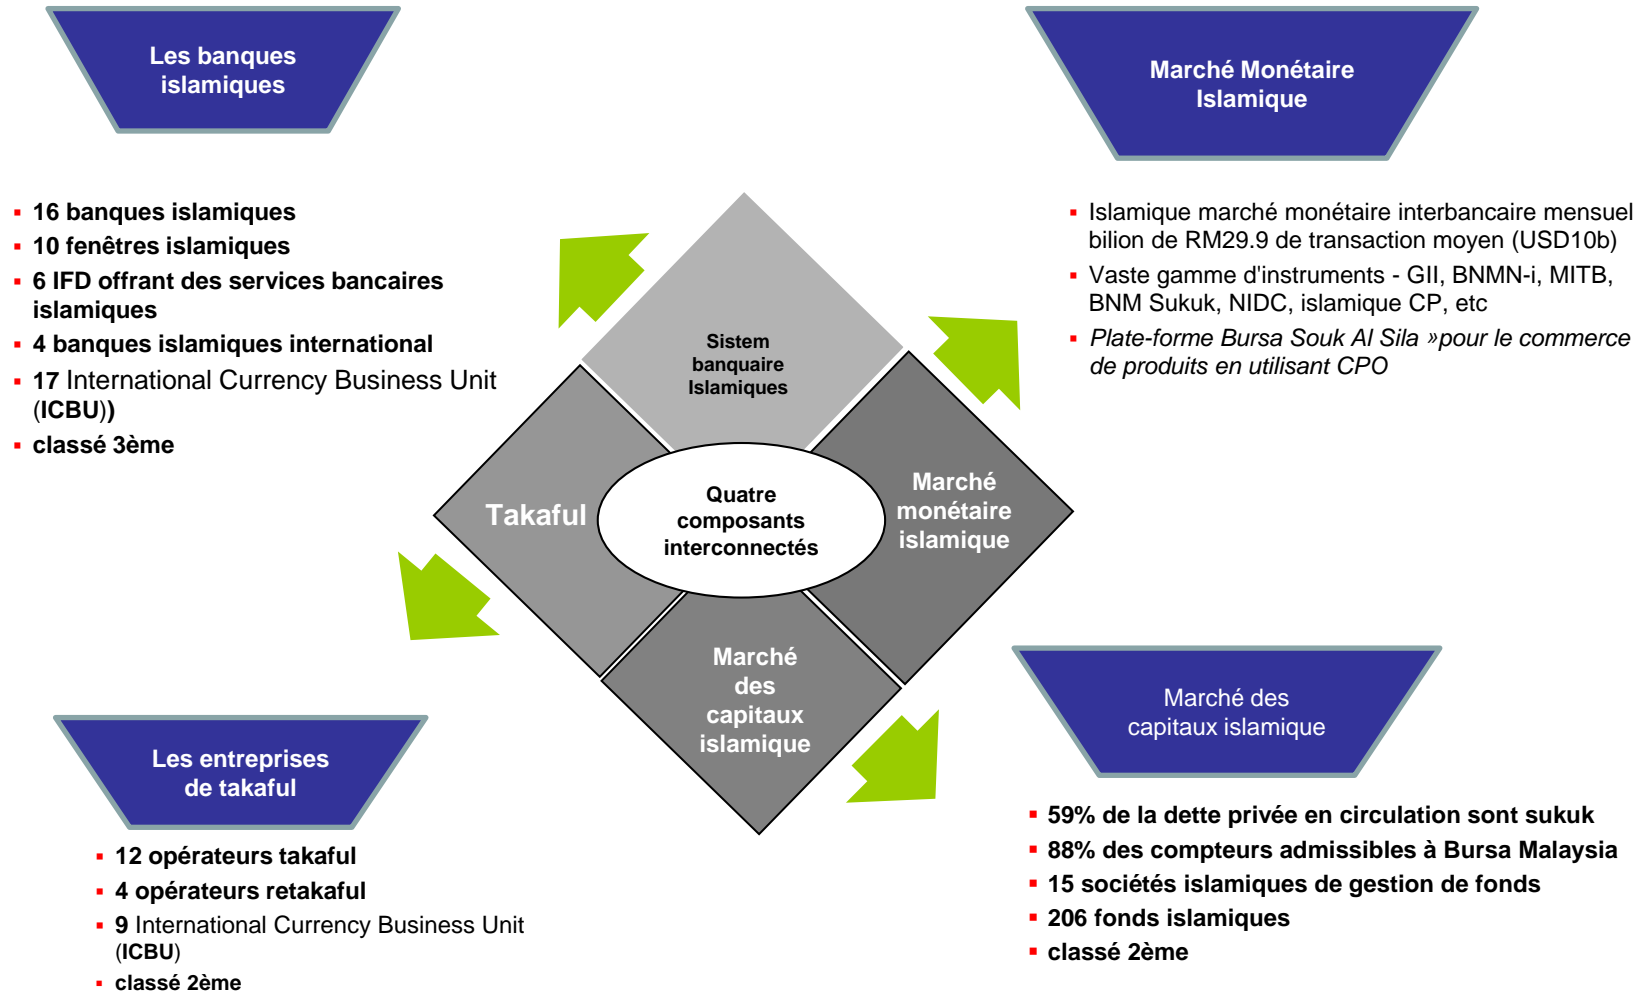 Les banques
islamiques
Marché Monétaire
Islamique
16 banques islamiques
10 fenêtres islamiques
6 IFD offrant des services bancaires
islamiques
4 banques islamiques international
17 International Currency Business Unit
(ICBU))
classé 3ème
Islamique marché monétaire interbancaire mensuel
bilion de RM29.9 de transaction moyen (USD10b)
Vaste gamme d'instruments - GII, BNMN-i, MITB,
BNM Sukuk, NIDC, islamique CP, etc
Plate-forme Bursa Souk Al Sila »pour le commerce
de produits en utilisant CPO
Sistem
banquaire
Islamiques
Takaful
Quatre
composants
interconnectés
Marché
monétaire
islamique
Marché
des
capitaux
islamique
Les entreprises
de takaful
12 opérateurs takaful
4 opérateurs retakaful
9 International Currency Business Unit
(ICBU)
classé 2ème
Marché des
capitaux islamique
59% de la dette privée en circulation sont sukuk
88% des compteurs admissibles à Bursa Malaysia
15 sociétés islamiques de gestion de fonds
206 fonds islamiques
classé 2ème